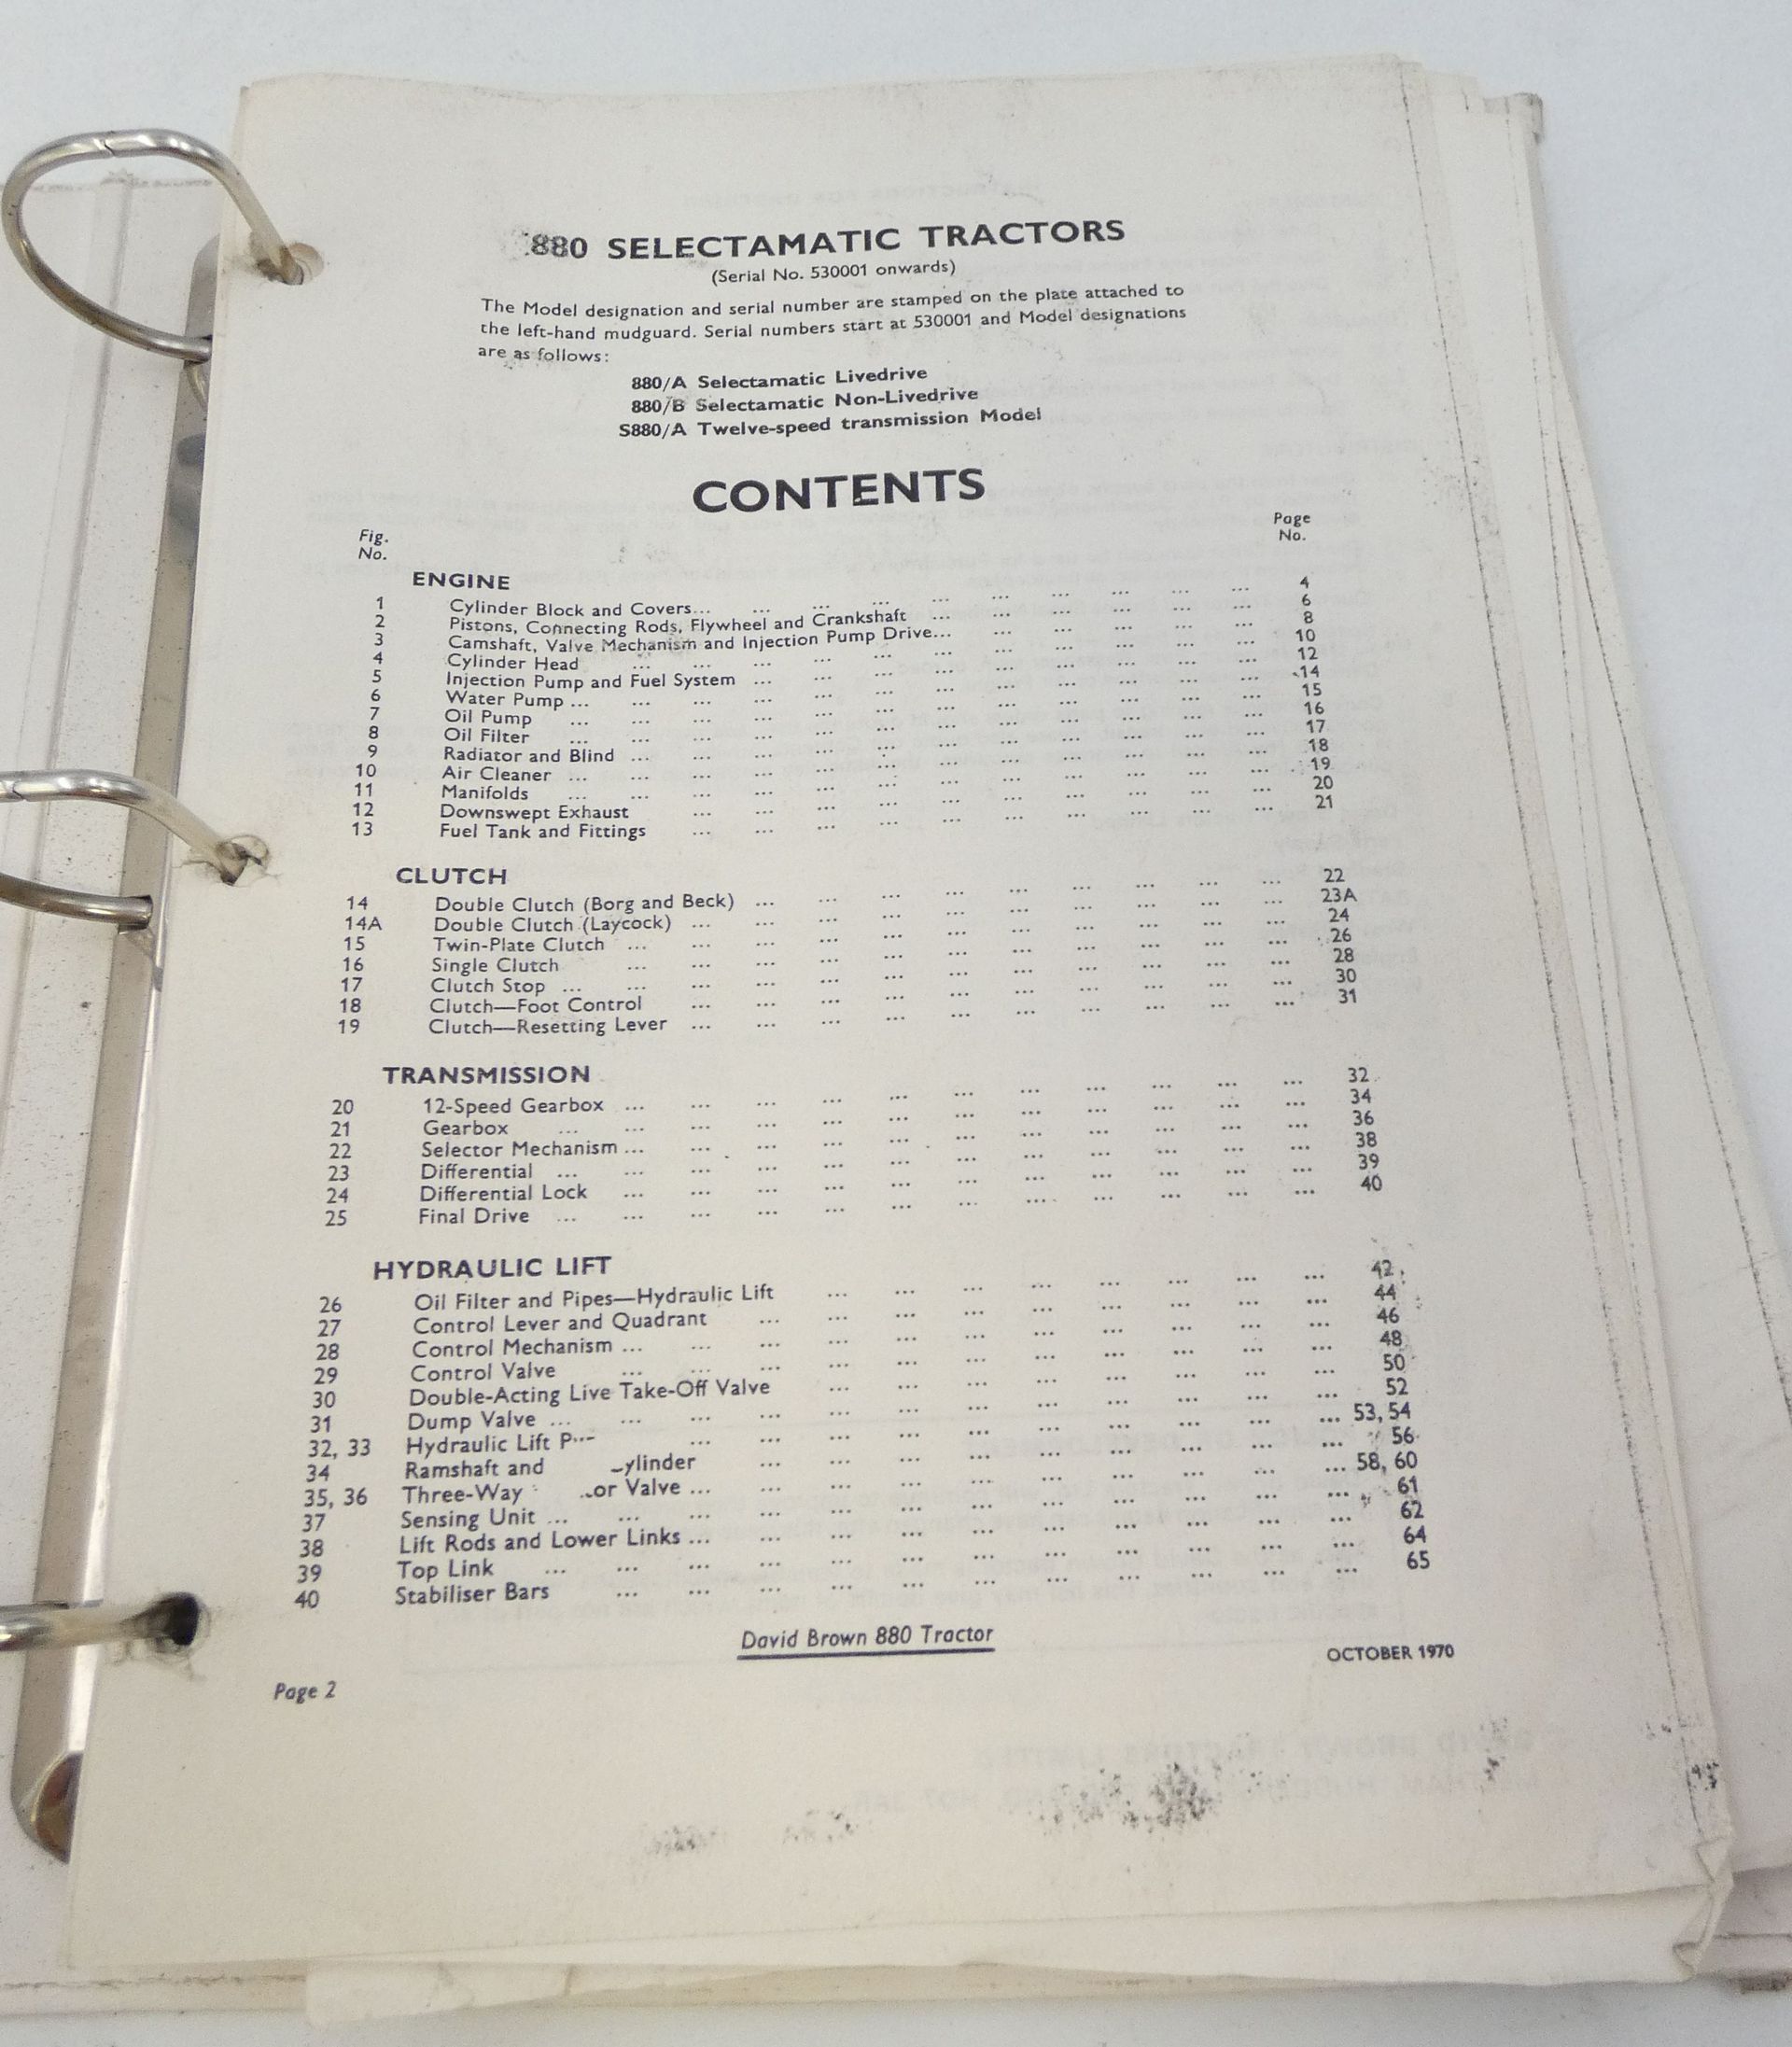 880 SELECTAMATIC TRACTORS
(Serial No. 530001 onwards)
The Model designation and serial number are stamped on the plate attached to
the left-hand mudguard. Serial numbers start at 530001 and Model designations
are as follows:
880/A Selectamatic Livedrive
880/B Selectamatic Non-Livedrive
S880/A Twelve-speed transmission Model
CONTENTS
Fig. No. Page No.
ENGINE
1 Cylinder Block and Covers... ... ... ... ... ... ... ... ... ... 4
2 Pistons, Connecting Rods, Flywheel and Crankshaft ... ... ... ... ... ... 6
3 Camshaft, Valve Mechanism and Injection Pump Drive... ... ... ... ... ... 8
4 Cylinder Head ... ... ... ... ... ... ... ... ... ... ... 10
5 Injection Pump and Fuel System ... ... ... ... ... ... ... ... ... 12
6 Water Pump ... ... ... ... ... ... ... ... ... ... ... ... 14
7 Oil Pump ... ... ... ... ... ... ... ... ... ... ... ... 15
8 Oil Filter ... ... ... ... ... ... ... ... ... ... ... ... 16
9 Radiator and Blind ... ... ... ... ... ... ... ... ... ... ... 17
10 Air Cleaner ... ... ... ... ... ... ... ... ... ... ... ... 18
11 Manifolds ... ... ... ... ... ... ... ... ... ... ... ... 19
12 Downswept Exhaust ... ... ... ... ... ... ... ... ... ... 20
13 Fuel Tank and Fittings ... ... ... ... ... ... ... ... ... ... 21
CLUTCH
14 Double Clutch (Borg and Beck) ... ... ... ... ... ... ... ... ... 22
14A Double Clutch (Laycock) ... ... ... ... ... ... ... ... ... ... 23A
15 Twin-Plate Clutch ... ... ... ... ... ... ... ... ... ... ... 24
16 Single Clutch ... ... ... ... ... ... ... ... ... ... ... 26
17 Clutch Stop ... ... ... ... ... ... ... ... ... ... ... ... 28
18 Clutch—Foot Control ... ... ... ... ... ... ... ... ... ... 30
19 Clutch—Resetting Lever ... ... ... ... ... ... ... ... ... ... 31
TRANSMISSION
20 12-Speed Gearbox ... ... ... ... ... ... ... ... ... ... ... 32
21 Gearbox ... ... ... ... ... ... ... ... ... ... ... ... 34
22 Selector Mechanism ... ... ... ... ... ... ... ... ... ... ... 36
23 Differential ... ... ... ... ... ... ... ... ... ... ... ... 38
24 Differential Lock ... ... ... ... ... ... ... ... ... ... ... 39
25 Final Drive ... ... ... ... ... ... ... ... ... ... ... ... 40
HYDRAULIC LIFT
26 Oil Filter and Pipes—Hydraulic Lift ... ... ... ... ... ... ... ... 42
27 Control Lever and Quadrant ... ... ... ... ... ... ... ... ... 44
28 Control Mechanism ... ... ... ... ... ... ... ... ... ... ... 46
29 Control Valve ... ... ... ... ... ... ... ... ... ... ... 48
30 Double-Acting Live Take-Off Valve ... ... ... ... ... ... ... ... 50
31 Dump Valve ... ... ... ... ... ... ... ... ... ... ... ... 52
32, 33 Hydraulic Lift ... ... ... ... ... ... ... ... ... ... 53, 54
34 Ramshaft and ylinder ... ... ... ... ... ... ... ... ... 56
35, 36 Three-Way or Valve ... ... ... ... ... ... ... ... ... ... 58, 60
37 Sensing Unit ... ... ... ... ... ... ... ... ... ... ... ... 61
38 Lift Rods and Lower Links ... ... ... ... ... ... ... ... ... ... 62
39 Top Link ... ... ... ... ... ... ... ... ... ... ... ... 64
40 Stabiliser Bars ... ... ... ... ... ... ... ... ... ... ... 65
David Brown 880 Tractor
OCTOBER 1970
Page 2